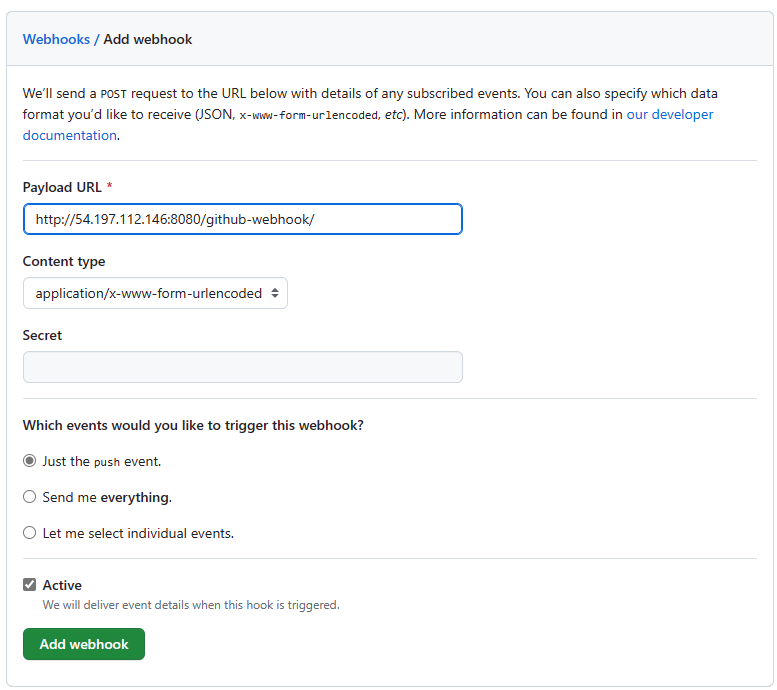 Webhooks / Add webhook
We’ll send a POST request to the URL below with details of any subscribed events. You can also specify which data
format you’d like to receive (JSON, x-www-form-urlencoded, etc). More information can be found in our developer
documentation.
Payload URL *
http://54.197.112.146:8080/github-webhook/
Content type
application/x-www-form-urlencoded
Secret
Which events would you like to trigger this webhook?
Just the push event.
Send me everything.
Let me select individual events.
Active
We will deliver event details when this hook is triggered.
Add webhook